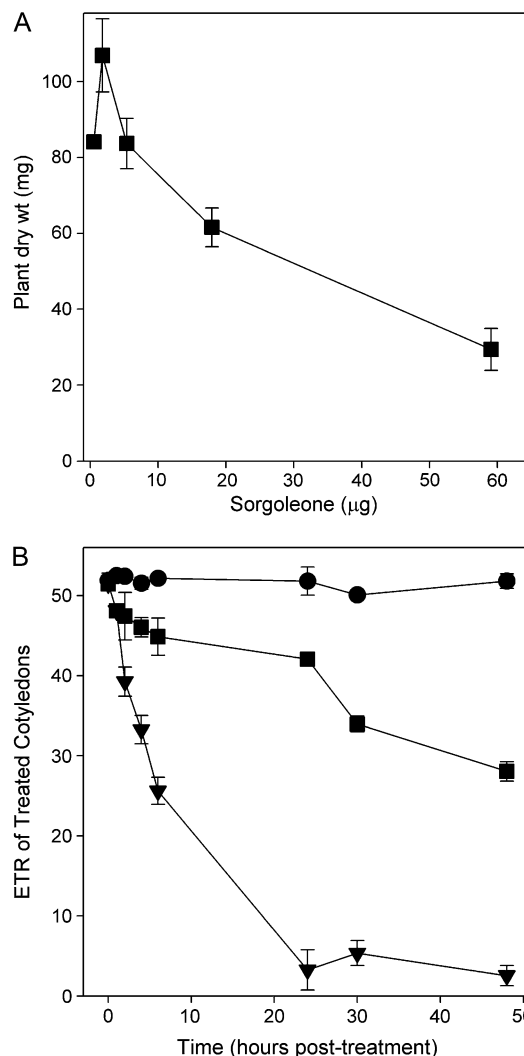 A
100
80
60
40
20
0
Plant dry wt (mg)
0 10 20 30 40 50 60
Sorgoleone (μg)
B
50
40
30
20
10
0
ETR of Treated Cotyledons
0 10 20 30 40 50
Time (hours post-treatment)